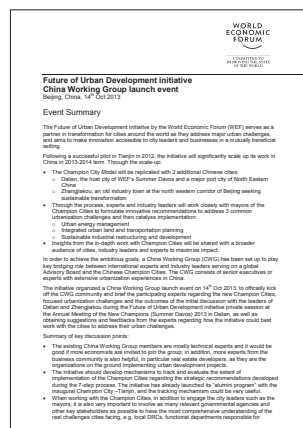 WORLD
ECONOMIC
FORUM
COMMITTED TO
IMPROVING THE STATE
OF THE WORLD
Future of Urban Development initiative
China Working Group launch event
Beijing, China, 14th Oct 2013
Event Summary
The Future of Urban Development Initiative by the World Economic Forum (WEF) serves as a
partner in transformation for cities around the world as they address major urban challenges,
and aims to make innovation accessible to city leaders and businesses in a mutually beneficial
setting.
Following a successful pilot in Tianjin in 2012, the initiative will significantly scale up its work in
China in 2013-2014 term. Through the scale-up:
• The Champion City Model will be replicated with 2 additional Chinese cities:
o Dalian, the host city of WEF's Summer Davos and a major port city of North Eastern
China
o Zhangjiakou, an old industry town at the north western corridor of Beijing seeking
sustainable transformation
• Through the process, experts and industry leaders will work closely with mayors of the
Champion Cities to formulate innovative recommendations to address 3 common
urbanization challenges and then catalyse implementation:
o Urban energy management
o Integrated urban land and transportation planning
o Sustainable industrial restructuring and development
• Insights from the in-depth work with Champion Cities will be shared with a broader
audience of cities, industry leaders and experts to maximize impact.
In order to achieve the ambitious goals, a China Working Group (CWG) has been set up to play
key bridging role between international experts and industry leaders serving on a global
Advisory Board and the Chinese Champion Cities. The CWG consists of senior executives or
experts with extensive urbanization experiences in China.
The initiative organized a China Working Group launch event on 14th Oct 2013, to officially kick
off the CWG community and brief the participating experts regarding the new Champion Cities,
focused urbanization challenges and the outcomes of the initial discussion with the leaders of
Dalian and Zhangjiakou during the Future of Urban Development initiative private session at
the Annual Meeting of the New Champions (Summer Davos) 2013 in Dalian, as well as
obtaining suggestions and feedbacks from the experts regarding how the initiative could best
work with the cities to address their urban challenges.
Summary of key discussion points:
• The existing China Working Group members are mostly technical experts and it would be
good if more economists are invited to join the group; in addition, more experts from the
business community is also helpful, in particular real estate developers, as they are the
organizations on the ground implementing urban development projects.
• The initiative should develop mechanisms to track and evaluate the extent of
implementation of the Champion Cities regarding the strategic recommendations developed
during the 7-step process. The initiative has already launched its "alumni program" with the
inaugural Champion City –Tianjin, and the tracking mechanism could be very useful.
• When working with the Champion Cities, in addition to engage the city leaders such as the
mayors, it is also very important to involve as many relevant governmental agencies and
other key stakeholders as possible to have the most comprehensive understanding of the
real challenges cities facing, e.g. local DRCs, functional departments responsible for